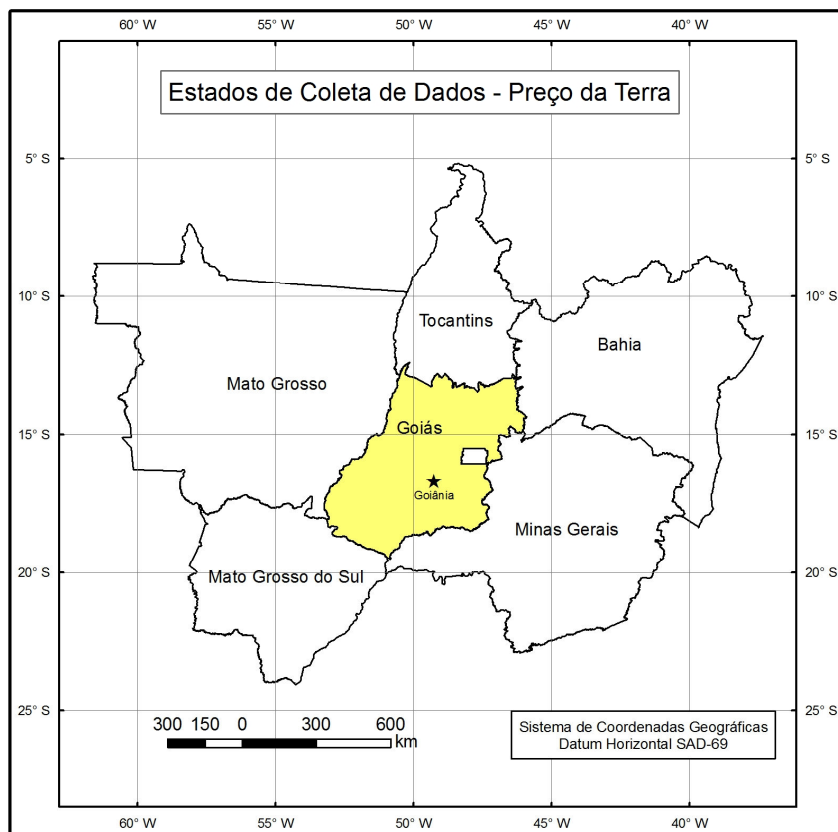 60° W 55° W 50° W 45° W 40° W
Estados de Coleta de Dados - Preço da Terra
5° S 5° S
10° S 10° S
Tocantins
Bahia
Mato Grosso
Goiás
15° S 15° S
Goiânia
Minas Gerais
Mato Grosso do Sul
20° S 20° S
25° S 25° S
300 150 0 300 600
km
Sistema de Coordenadas Geográficas
Datum Horizontal SAD-69
60° W 55° W 50° W 45° W 40° W